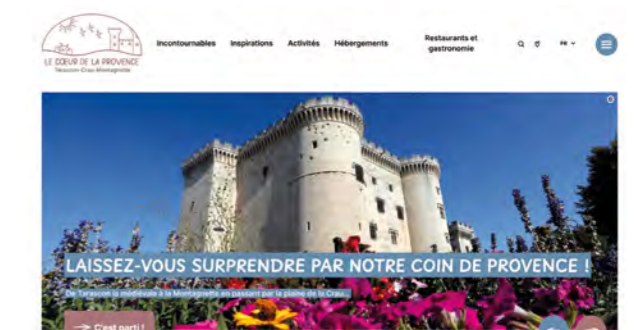 Incontournables Inspirations Activités Hébergements Restaurants et
gastronomie
FR
LE CŒUR DE LA PROVENCE
Tarascon-Crau-Montagnette
LAISSEZ-VOUS SURPRENDRE PAR NOTRE COIN DE PROVENCE !
De Tarascon la médiévale à la Montagnette en passant par la plaine de la Crau...
C'est parti !